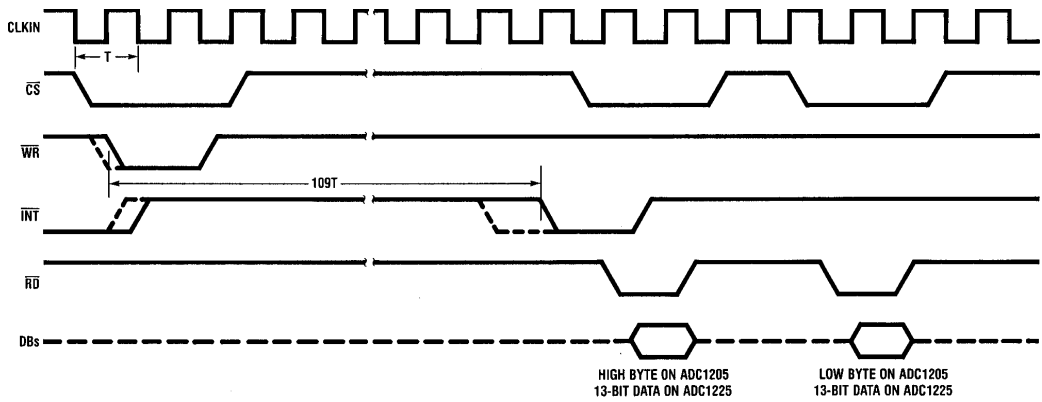 CLKIN
T
CS
WR
109T
INT
RD
DBs
HIGH BYTE ON ADC1205
13-BIT DATA ON ADC1225
LOW BYTE ON ADC1205
13-BIT DATA ON ADC1225